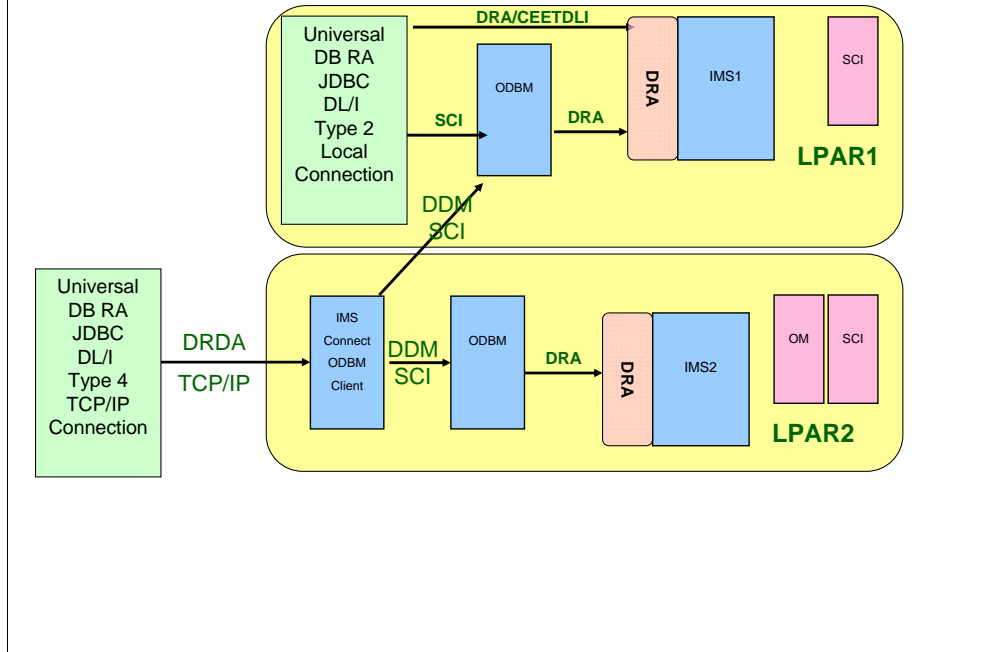 DRA/CEETDLI
Universal
DB RA
JDBC
DL/I
Type 2
Local
Connection
SCI
ODBM
DRA
DRA
IMS1
SCI
LPAR1
DDM
SCI
Universal
DB RA
JDBC
DL/I
Type 4
TCP/IP
Connection
DRDA
TCP/IP
IMS
Connect
ODBM
Client
DDM
SCI
ODBM
DRA
DRA
IMS2
OM
SCI
LPAR2